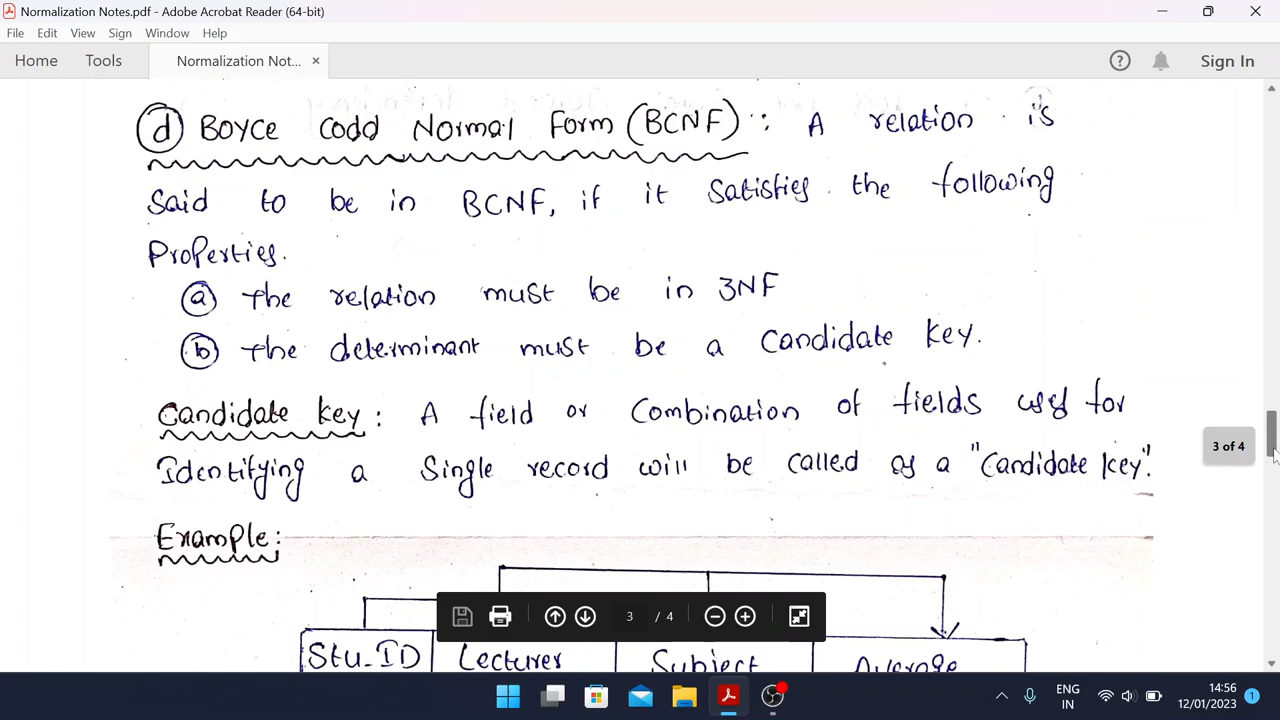 Normalization Notes.pdf - Adobe Acrobat Reader (64-bit)
File Edit View Sign Window Help
Home Tools Normalization Not... × Sign In
(d) Boyce Codd Normal Form (BCNF): A relation is
Said to be in BCNF, if it Satisfies the following
Properties.
(a) The relation must be in 3NF
(b) The determinant must be a Candidate key.
Candidate key: A field or Combination of fields used for
Identifying a Single record will be called as a "Candidate key".
3 of 4
Example:
3 / 4
Stu_ID Lecturer Subject Average
ENG
IN
14:56
12/01/2023
1